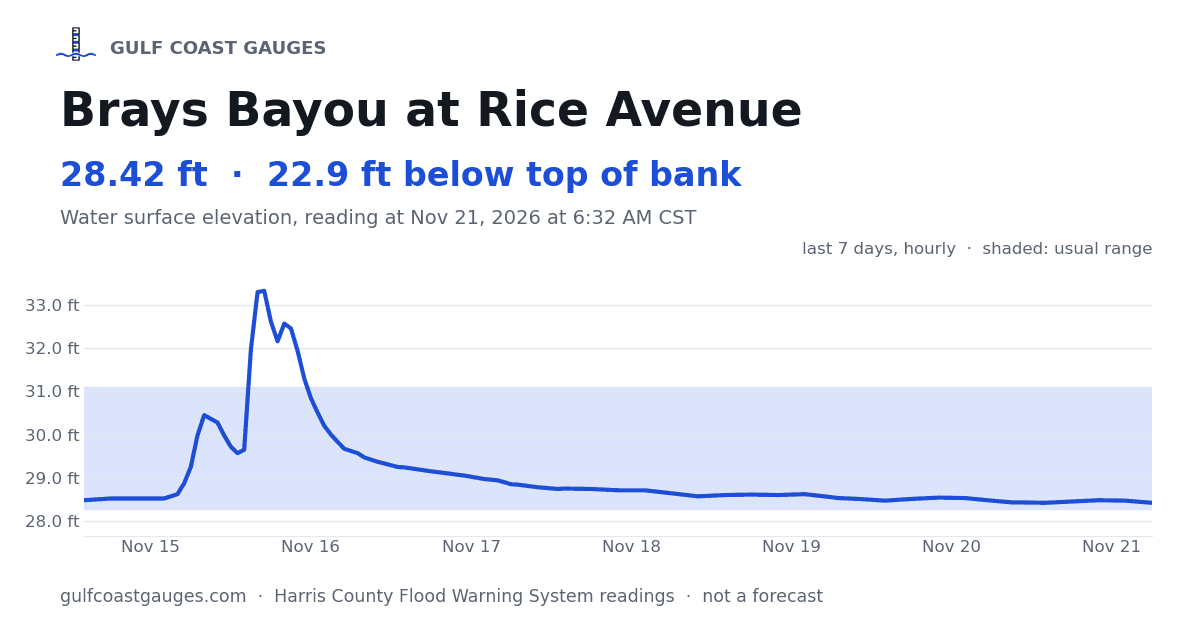 GULF COAST GAUGES
Brays Bayou at Rice Avenue
28.42 ft · 22.9 ft below top of bank
Water surface elevation, reading at Nov 21, 2026 at 6:32 AM CST
last 7 days, hourly · shaded: usual range
33.0 ft
32.0 ft
31.0 ft
30.0 ft
29.0 ft
28.0 ft
Nov 15 Nov 16 Nov 17 Nov 18 Nov 19 Nov 20 Nov 21
gulfcoastgauges.com · Harris County Flood Warning System readings · not a forecast